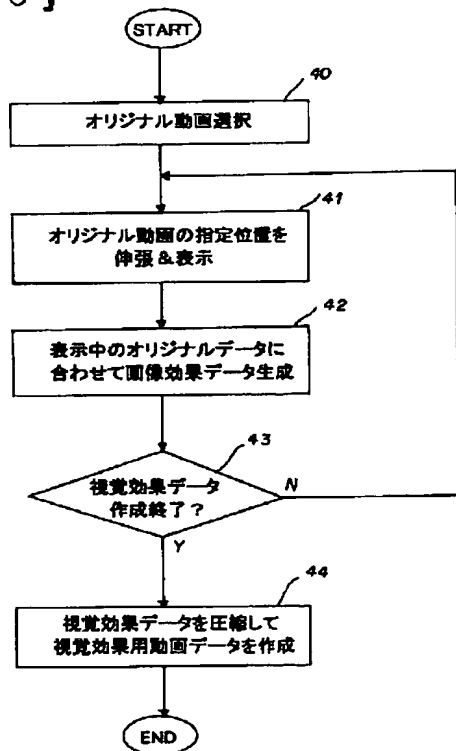 START
40
オリジナル動画選択
41
オリジナル動画の指定位置を
伸張&表示
42
表示中のオリジナルデータに
合わせて画像効果データ生成
43
視覚効果データ
作成終了?
N
Y
44
視覚効果データを圧縮して
視覚効果用動画データを作成
END